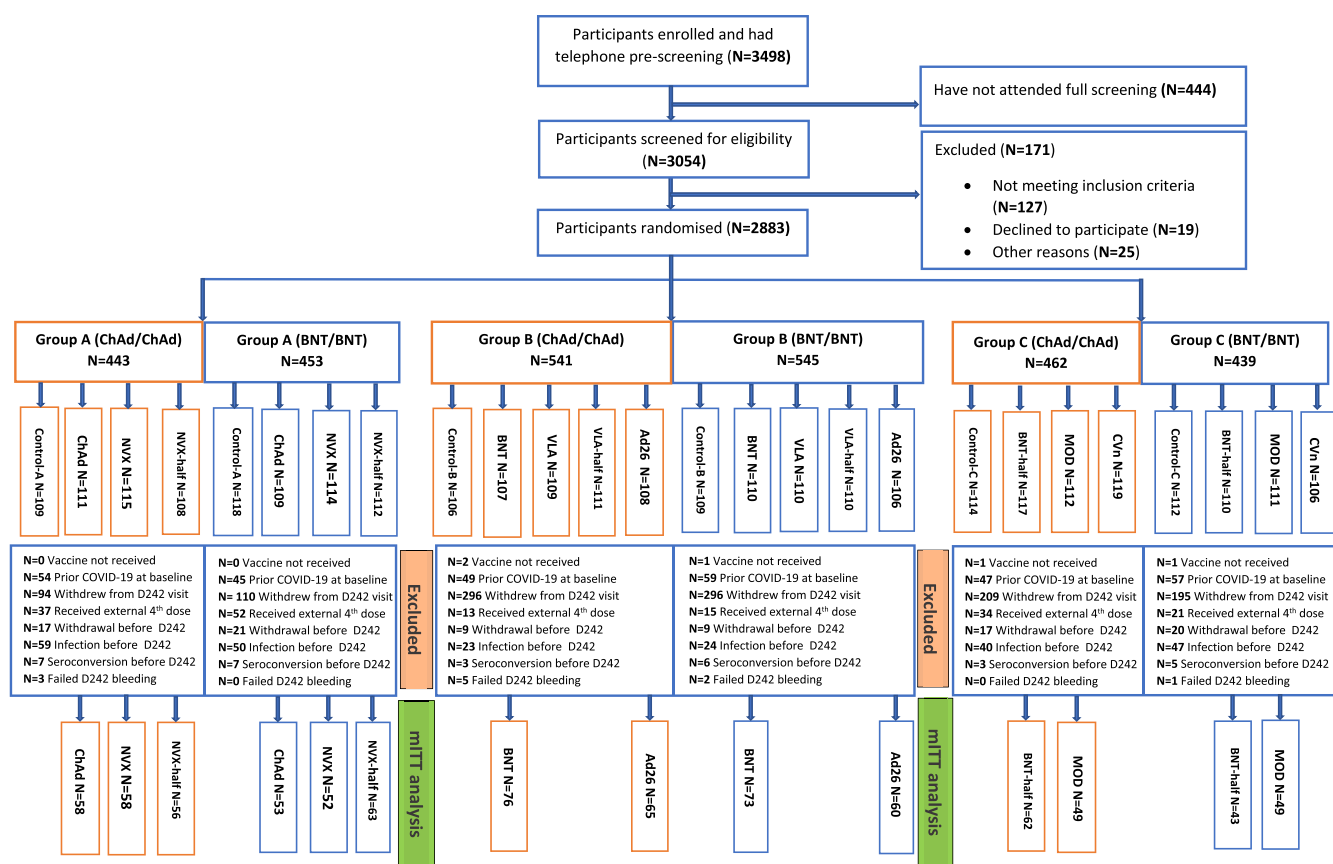 Participants enrolled and had
telephone pre-screening (N=3498)
Have not attended full screening (N=444)
Participants screened for eligibility
(N=3054)
Excluded (N=171)
• Not meeting inclusion criteria
(N=127)
• Declined to participate (N=19)
• Other reasons (N=25)
Participants randomised (N=2883)
Group A (ChAd/ChAd)
N=443
Group A (BNT/BNT)
N=453
Group B (ChAd/ChAd)
N=541
Group B (BNT/BNT)
N=545
Group C (ChAd/ChAd)
N=462
Group C (BNT/BNT)
N=439
Control-A N=109
ChAd N=111
NVX N=115
NVX-half N=108
Control-A N=118
ChAd N=109
NVX N=114
NVX-half N=112
Control-B N=106
BNT N=107
VLA N=109
VLA-half N=111
Ad26 N=108
Control-B N=109
BNT N=110
VLA N=110
VLA-half N=110
Ad26 N=106
Control-C N=114
BNT-half N=117
MOD N=112
CVn N=119
Control-C N=112
BNT-half N=110
MOD N=111
CVn N=106
N=0 Vaccine not received
N=54 Prior COVID-19 at baseline
N=94 Withdrew from D242 visit
N=37 Received external 4th dose
N=17 Withdrawal before D242
N=59 Infection before D242
N=7 Seroconversion before D242
N=3 Failed D242 bleeding
N=0 Vaccine not received
N=45 Prior COVID-19 at baseline
N= 110 Withdrew from D242 visit
N=52 Received external 4th dose
N=21 Withdrawal before D242
N=50 Infection before D242
N=7 Seroconversion before D242
N=0 Failed D242 bleeding
Excluded
N=2 Vaccine not received
N=49 Prior COVID-19 at baseline
N=296 Withdrew from D242 visit
N=13 Received external 4th dose
N=9 Withdrawal before D242
N=23 Infection before D242
N=3 Seroconversion before D242
N=5 Failed D242 bleeding
N=1 Vaccine not received
N=59 Prior COVID-19 at baseline
N=296 Withdrew from D242 visit
N=15 Received external 4th dose
N=9 Withdrawal before D242
N=24 Infection before D242
N=6 Seroconversion before D242
N=2 Failed D242 bleeding
Excluded
N=1 Vaccine not received
N=47 Prior COVID-19 at baseline
N=209 Withdrew from D242 visit
N=34 Received external 4th dose
N=17 Withdrawal before D242
N=40 Infection before D242
N=3 Seroconversion before D242
N=0 Failed D242 bleeding
N=1 Vaccine not received
N=57 Prior COVID-19 at baseline
N=195 Withdrew from D242 visit
N=21 Received external 4th dose
N=20 Withdrawal before D242
N=47 Infection before D242
N=5 Seroconversion before D242
N=1 Failed D242 bleeding
ChAd N=58
NVX N=58
NVX-half N=56
ChAd N=53
NVX N=52
NVX-half N=63
mITT analysis
BNT N=76
Ad26 N=65
BNT N=73
Ad26 N=60
mITT analysis
BNT-half N=62
MOD N=49
BNT-half N=43
MOD N=49